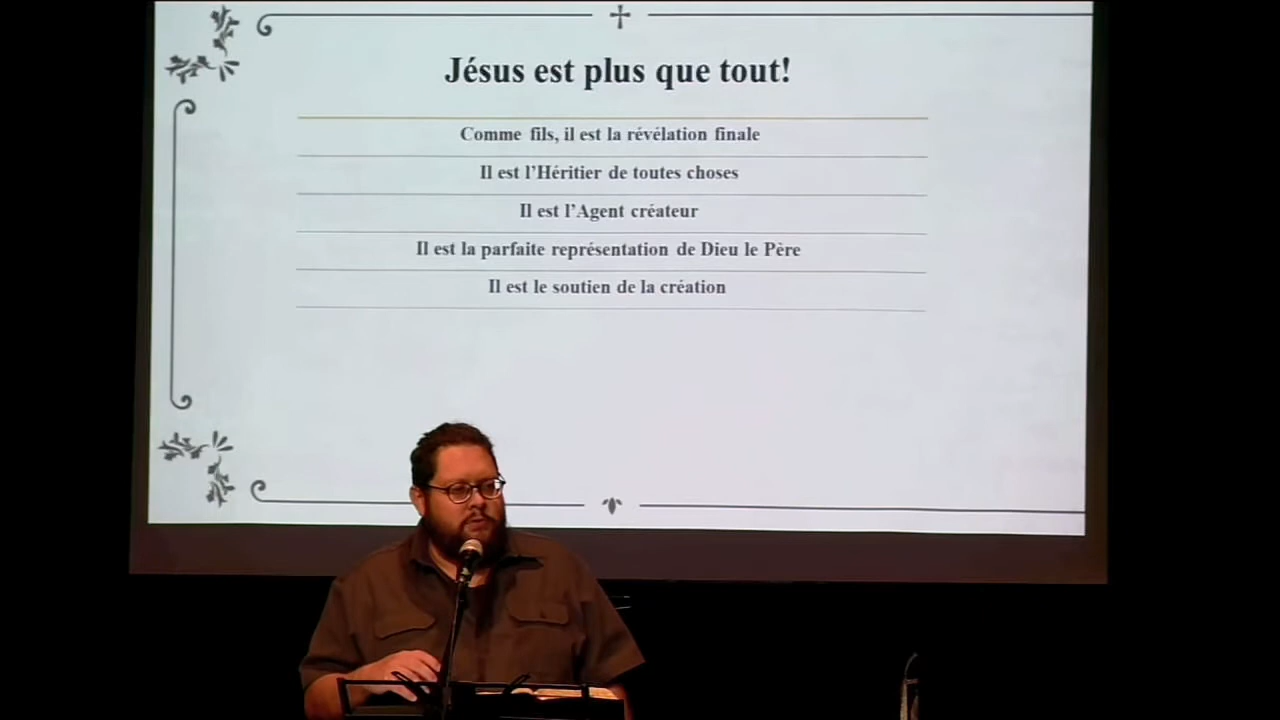 Jésus est plus que tout!
Comme fils, il est la révélation finale
Il est l'Héritier de toutes choses
Il est l'Agent créateur
Il est la parfaite représentation de Dieu le Père
Il est le soutien de la création